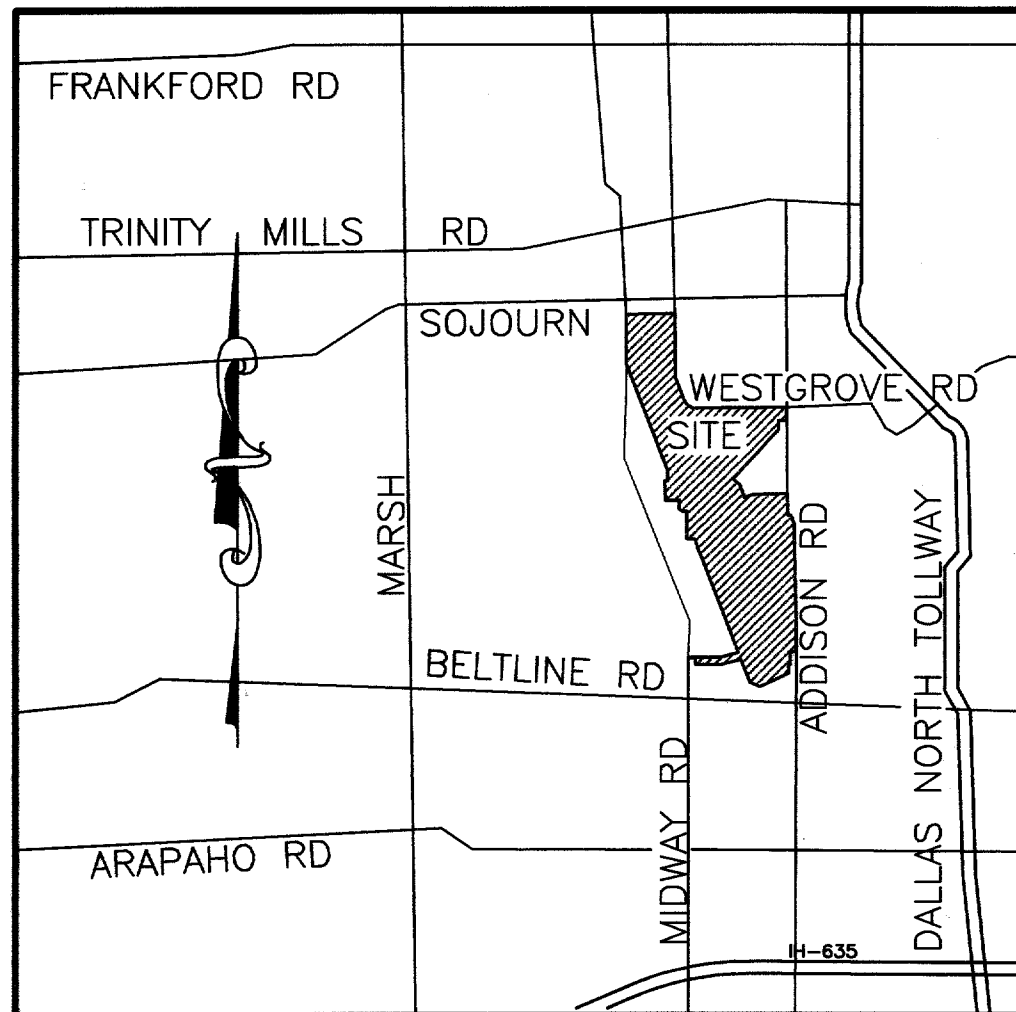 FRANKFORD RD
TRINITY MILLS RD
SOJOURN
WESTGROVE RD
SITE
MARSH
ADDISON RD
DALLAS NORTH TOLLWAY
BELTLINE RD
MIDWAY RD
ARAPAHO RD
IH-635